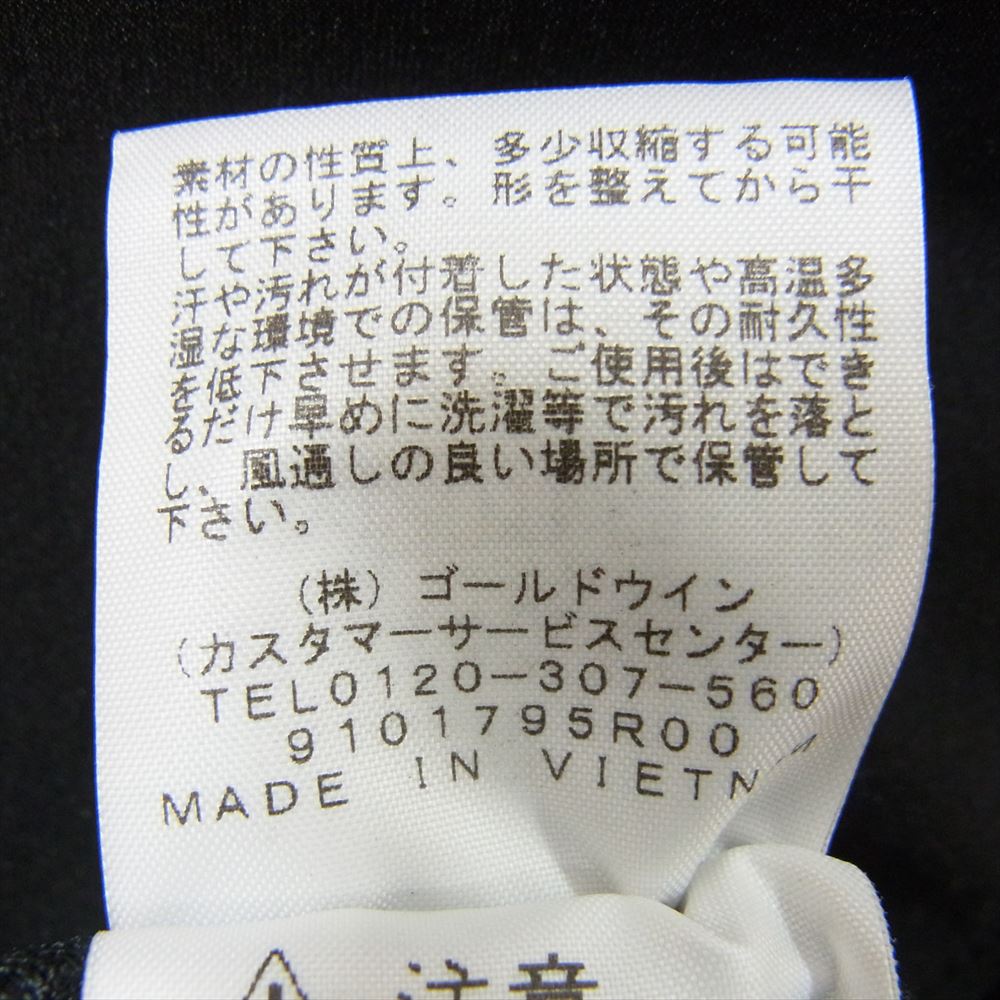 素材の性質上、多少収縮する可能
性があります。形を整えてから干
して下さい。
汗や汚れが付着した状態や高温多
湿な環境での保管は、その耐久性
を低下させます。ご使用後はでき
るだけ早めに洗濯等で汚れを落と
し、風通しの良い場所で保管して
下さい。
(株)ゴールドウイン
(カスタマーサービスセンター)
TEL0120-307-560
9101795R00
MADE IN VIETN
注意